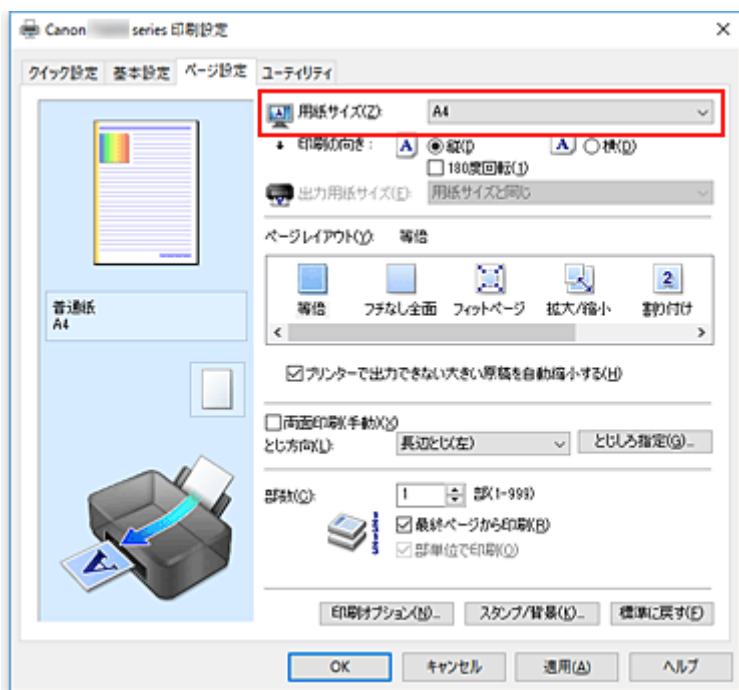 Canon series 印刷設定
クイック設定 基本設定 ページ設定 ユーティリティ
用紙サイズ(Z): A4
印刷の向き: A 縦(I) A 横(D)
180度回転(1)
出力用紙サイズ(E): 用紙サイズと同じ
ページレイアウト(Y): 等倍
2
等倍 フチなし全面 フィットページ 拡大/縮小 割り付け
普通紙
A4
プリンターで出力できない大きい原稿を自動縮小する(H)
両面印刷(手動)(X)
とじ方向(L): 長辺とじ(左) とじしろ指定(G)...
部数(C): 1 部(1-999)
最終ページから印刷(R)
部単位で印刷(O)
A
印刷オプション(N)... スタンプ/背景(K)... 標準に戻す(F)
OK キャンセル 適用(A) ヘルプ